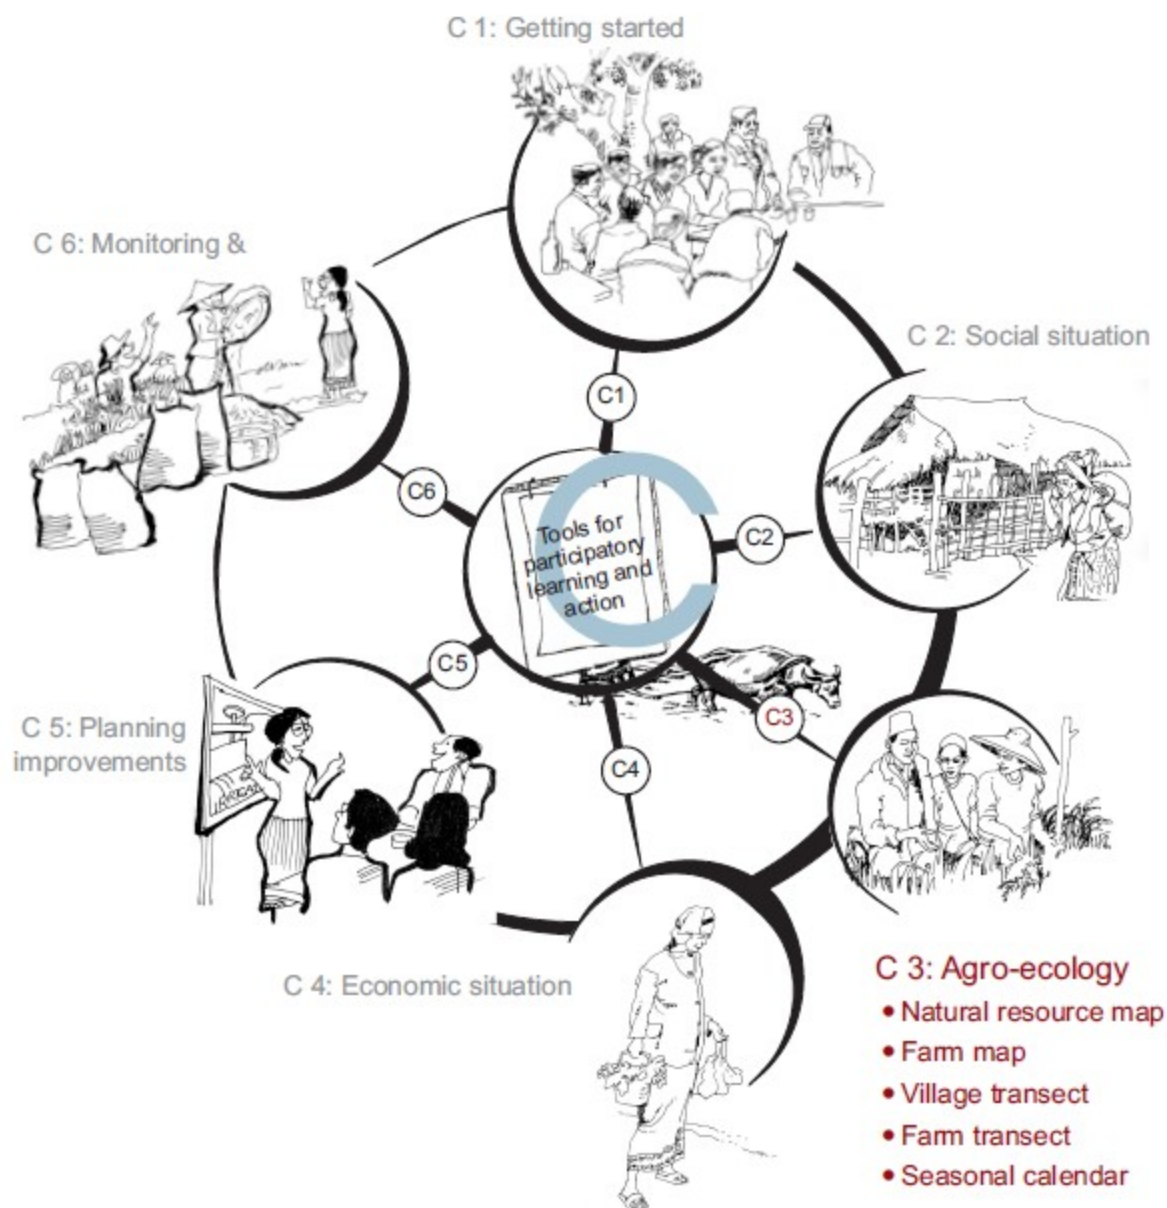 C 1: Getting started
C 6: Monitoring &
C 2: Social situation
C1
C6
C2
Tools for
participatory
learning and
action
C5
C3
C4
C 5: Planning
improvements
C 4: Economic situation
C 3: Agro-ecology
• Natural resource map
• Farm map
• Village transect
• Farm transect
• Seasonal calendar